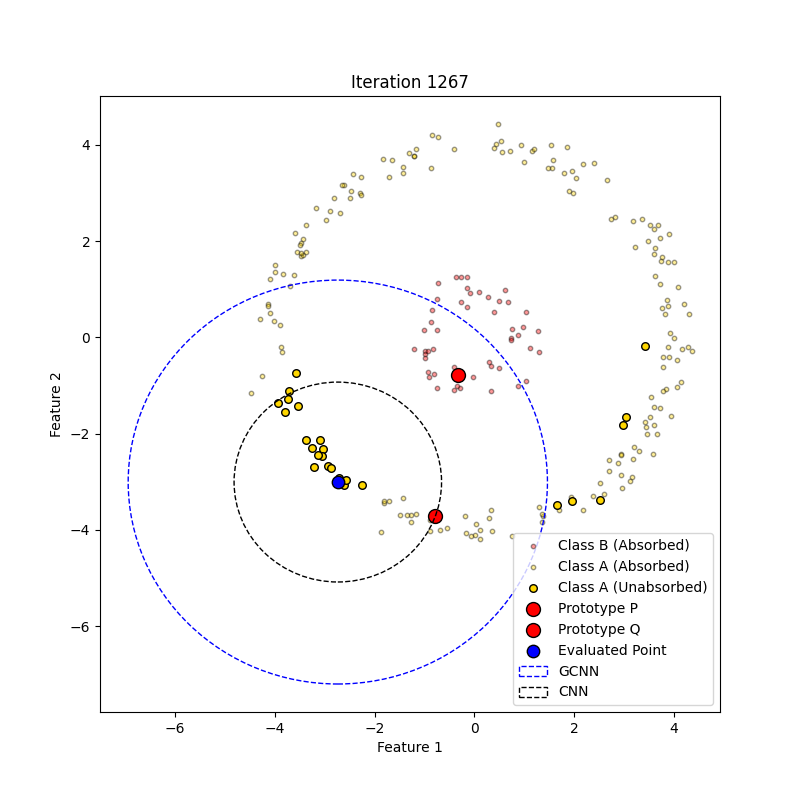 Iteration 1267
Feature 2
4
2
0
−2
−4
−6
Class B (Absorbed)
Class A (Absorbed)
Class A (Unabsorbed)
Prototype P
Prototype Q
Evaluated Point
GCNN
CNN
−6 −4 −2 0 2 4
Feature 1